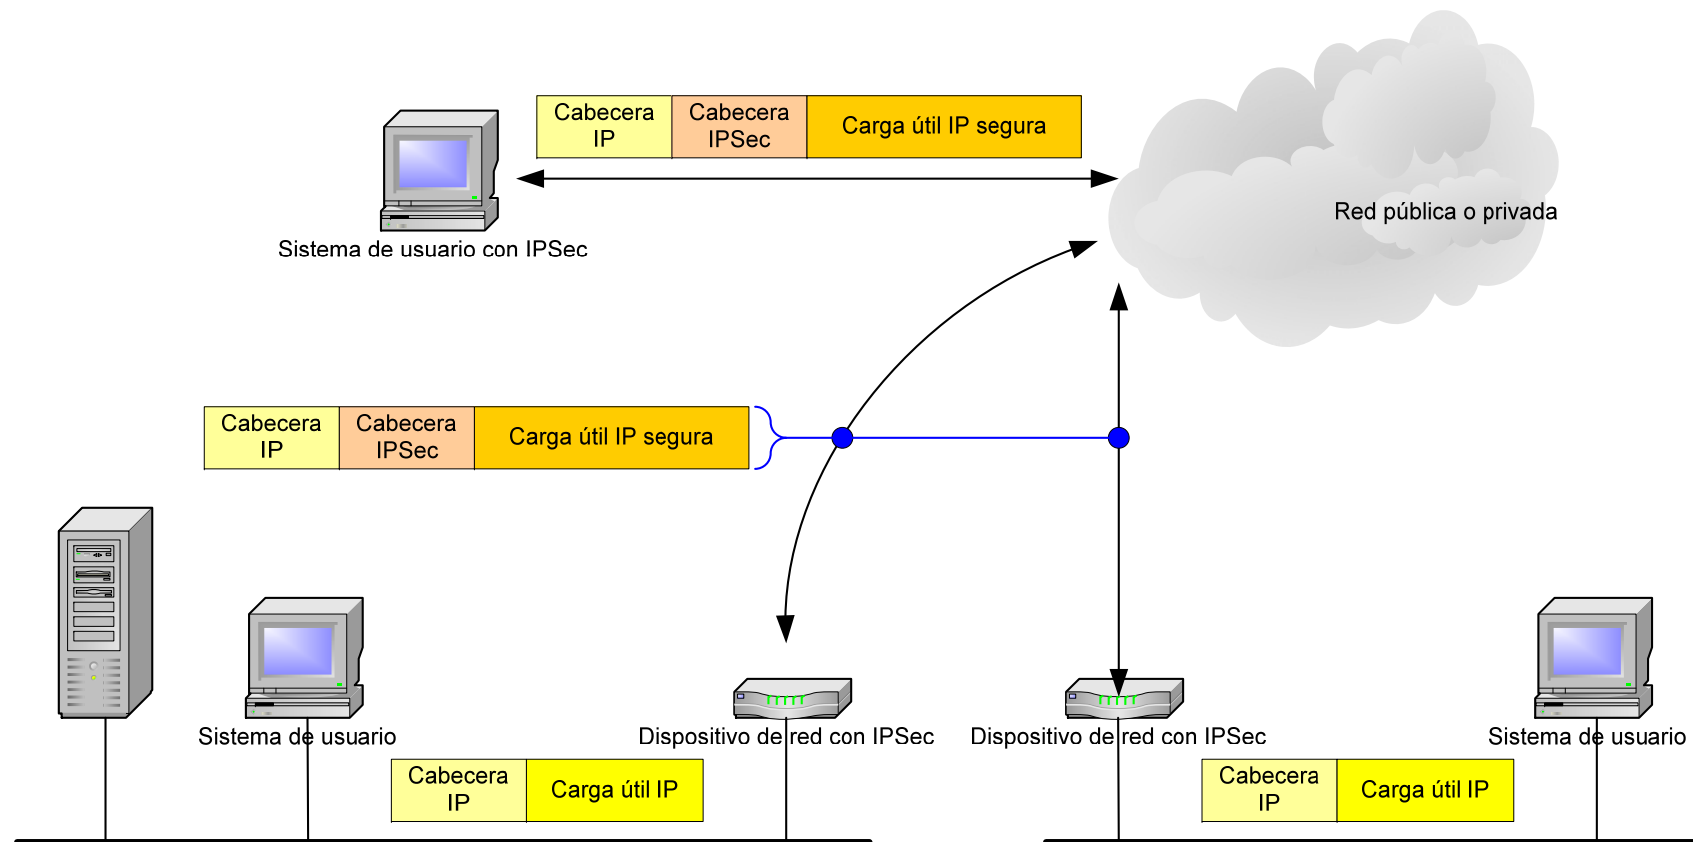 Cabecera
IP
Cabecera
IPSec
Carga útil IP segura
Red pública o privada
Sistema de usuario con IPSec
Cabecera
IP
Cabecera
IPSec
Carga útil IP segura
Sistema de usuario
Dispositivo de red con IPSec
Dispositivo de red con IPSec
Sistema de usuario
Cabecera
IP
Carga útil IP
Cabecera
IP
Carga útil IP